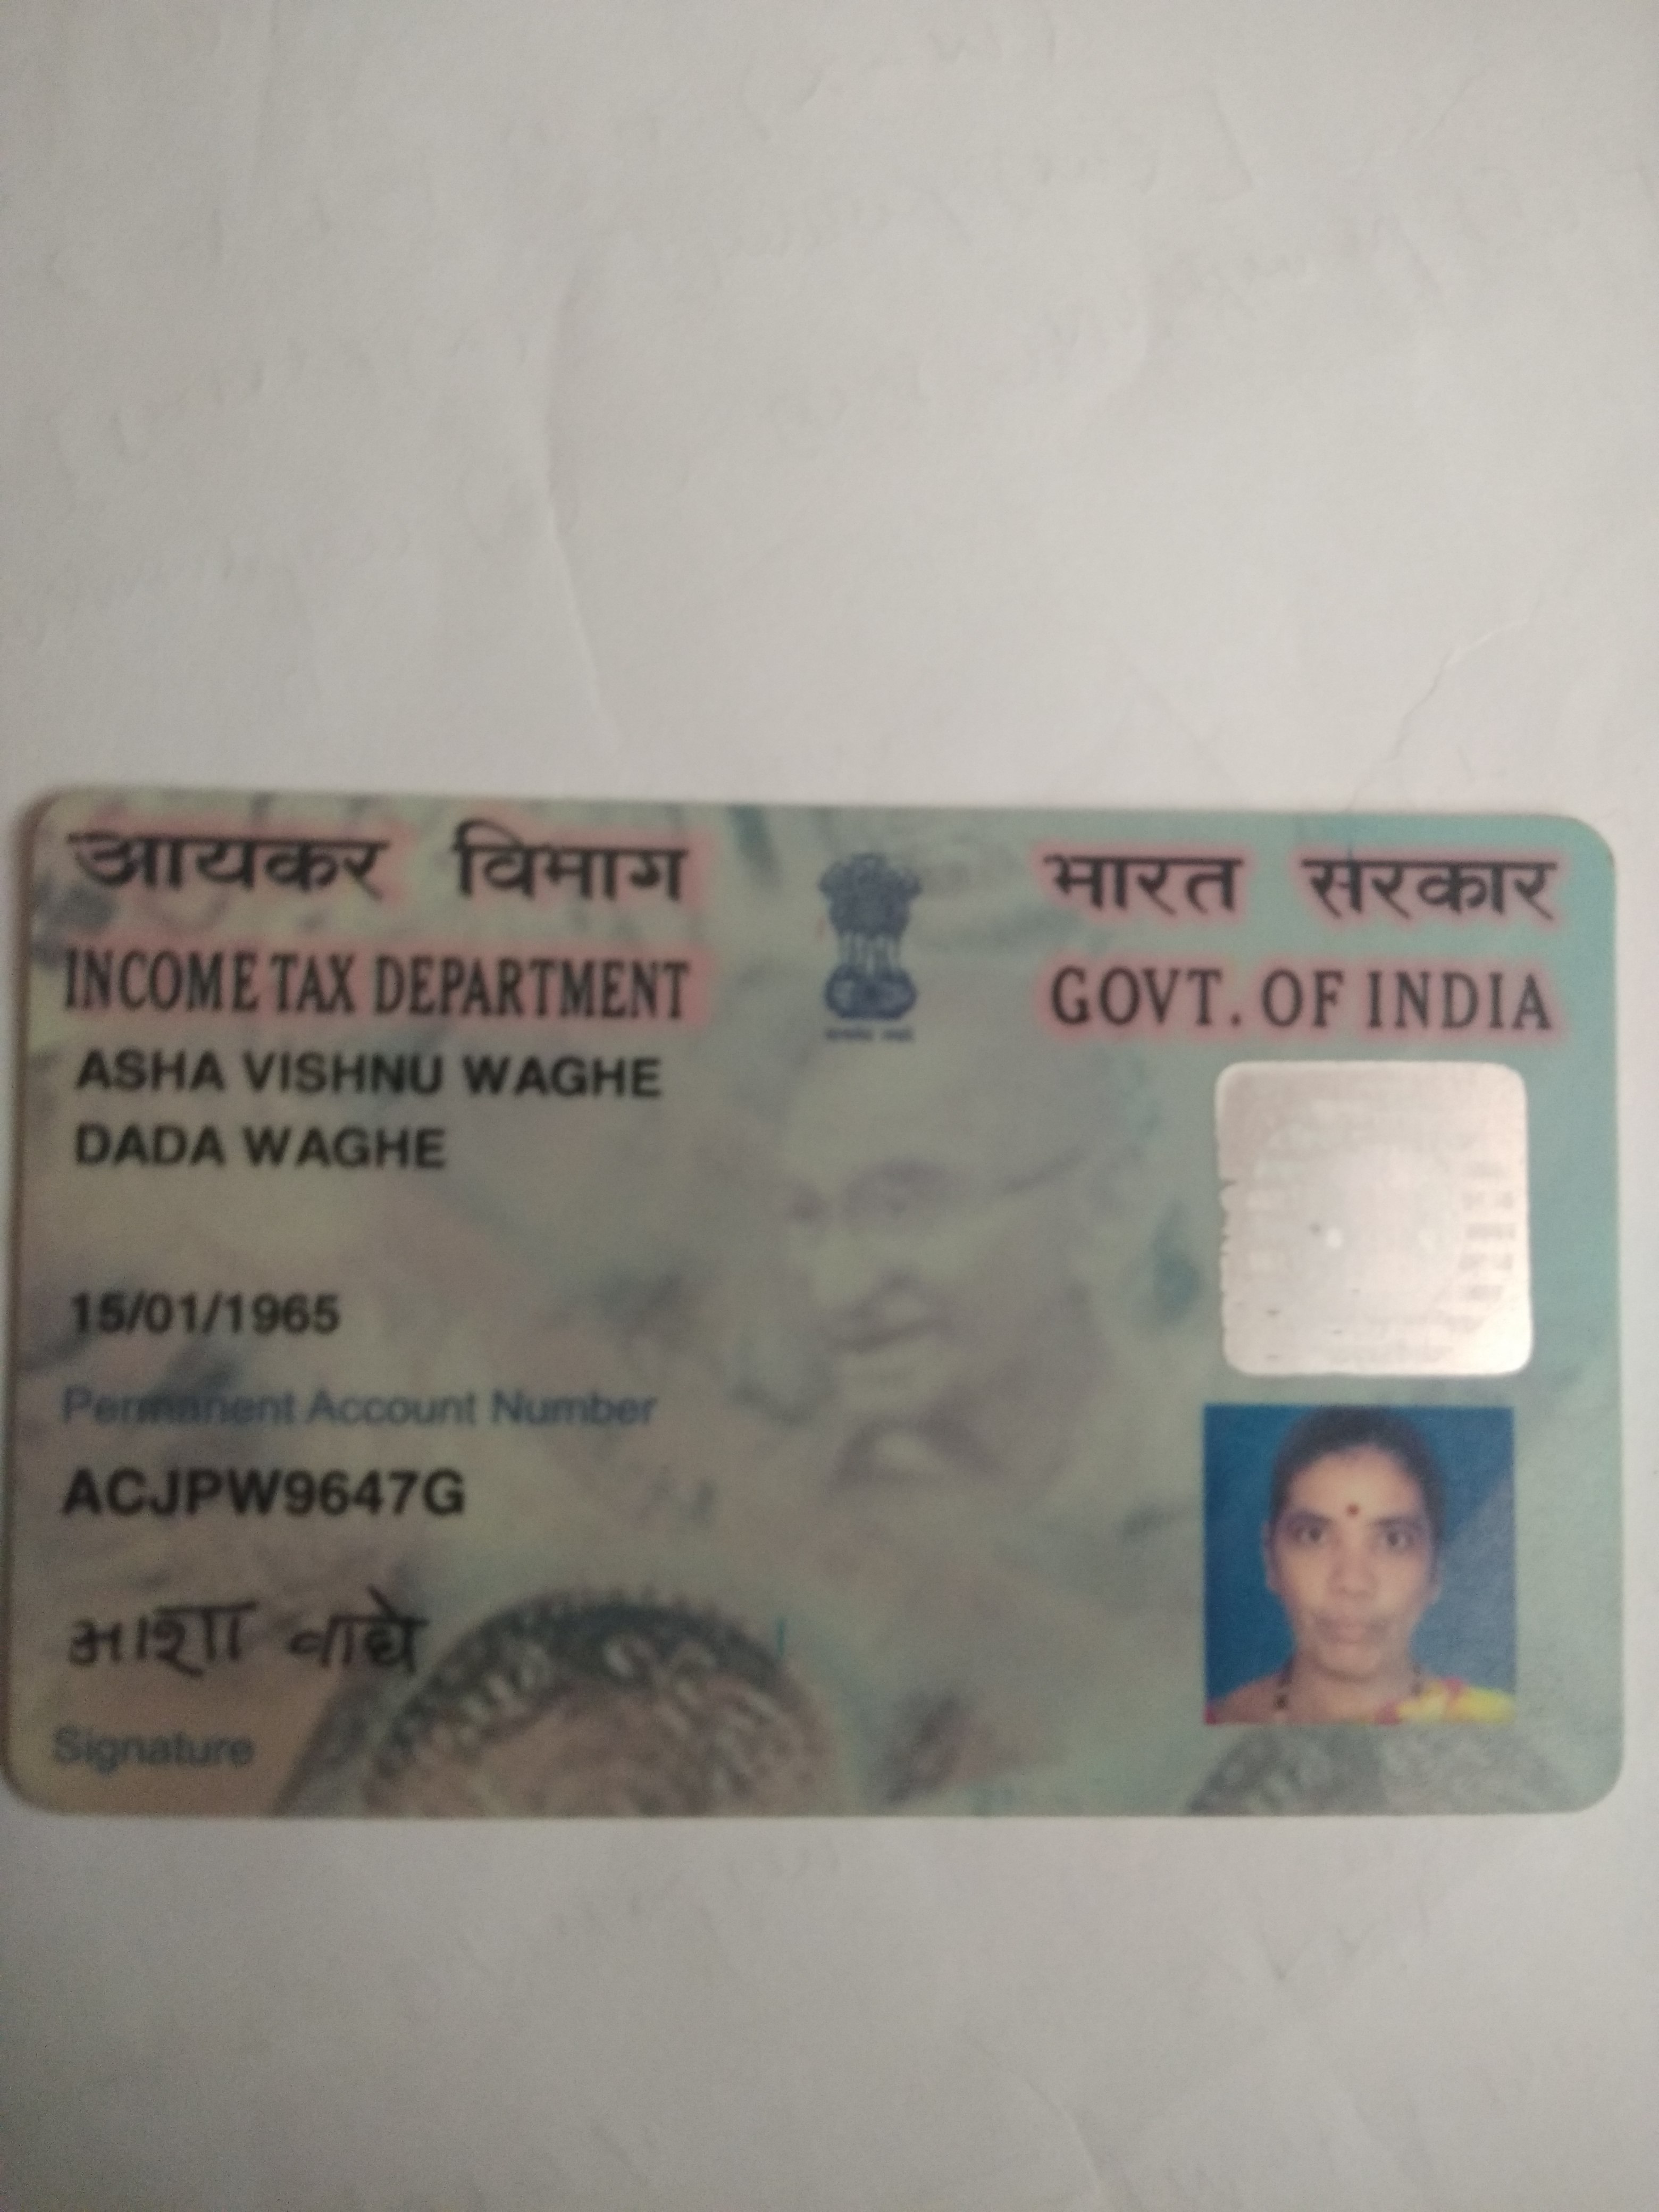 आयकर विभाग
INCOME TAX DEPARTMENT
भारत सरकार
GOVT. OF INDIA
ASHA VISHNU WAGHE
DADA WAGHE
15/01/1965
Permanent Account Number
ACJPW9647G
आशा वाघे
Signature